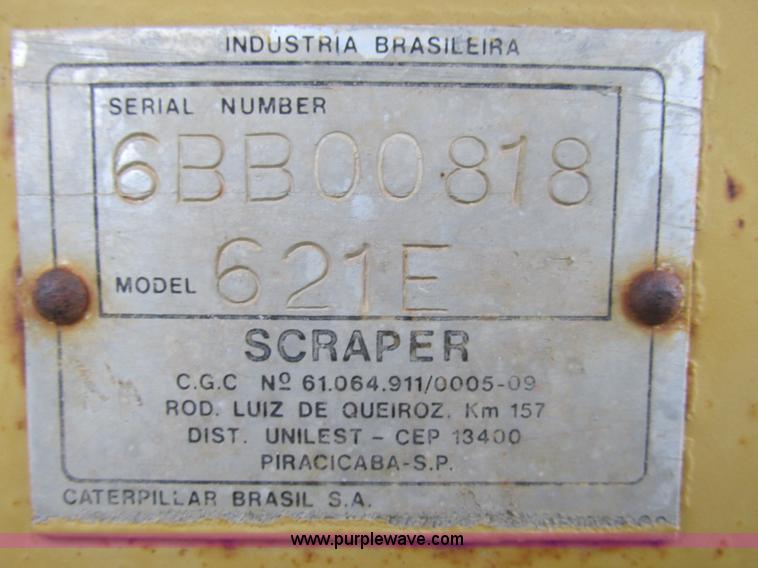 INDUSTRIA BRASILEIRA
SERIAL NUMBER
6BB00818
MODEL 621E
SCRAPER
C.G.C Nº 61.064.911/0005-09
ROD. LUIZ DE QUEIROZ. Km 157
DIST. UNILEST - CEP 13400
PIRACICABA-S.P.
CATERPILLAR BRASIL S.A.
www.purplewave.com